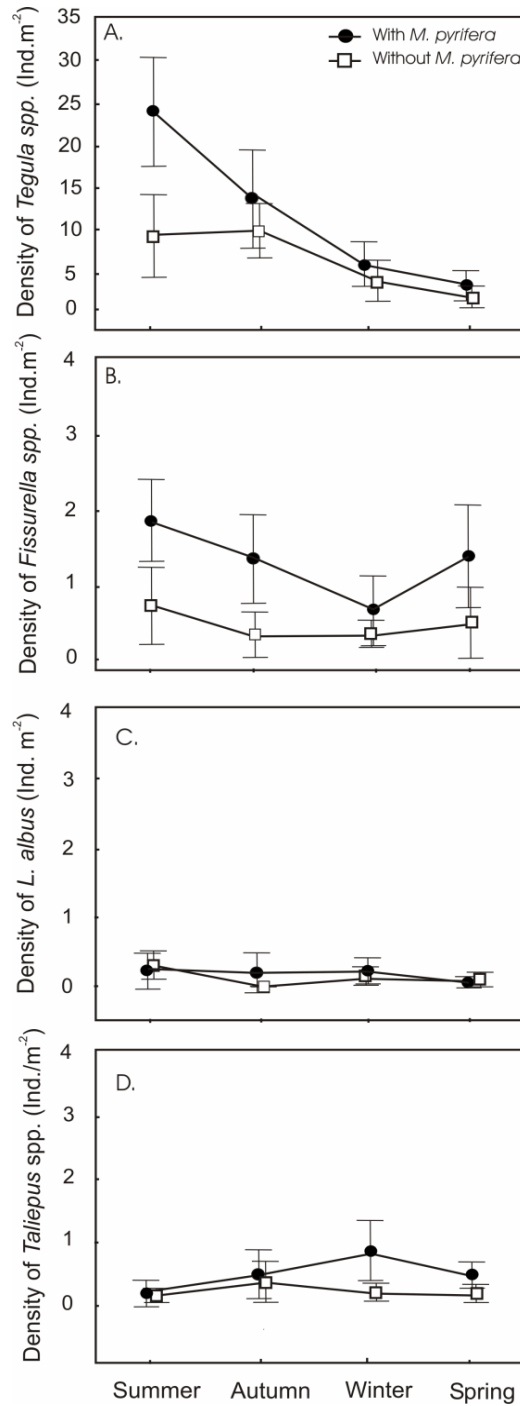 A.
With M. pyrifera
Without M. pyrifera
Density of Tegula spp. (Ind.m-2)
35
30
25
20
15
10
5
0
B.
Density of Fissurella spp. (Ind.m-2)
4
3
2
1
0
C.
Density of L. albus (Ind. m-2)
4
3
2
1
0
D.
Density of Taliepus spp. (Ind./m-2)
4
3
2
1
0
Summer Autumn Winter Spring